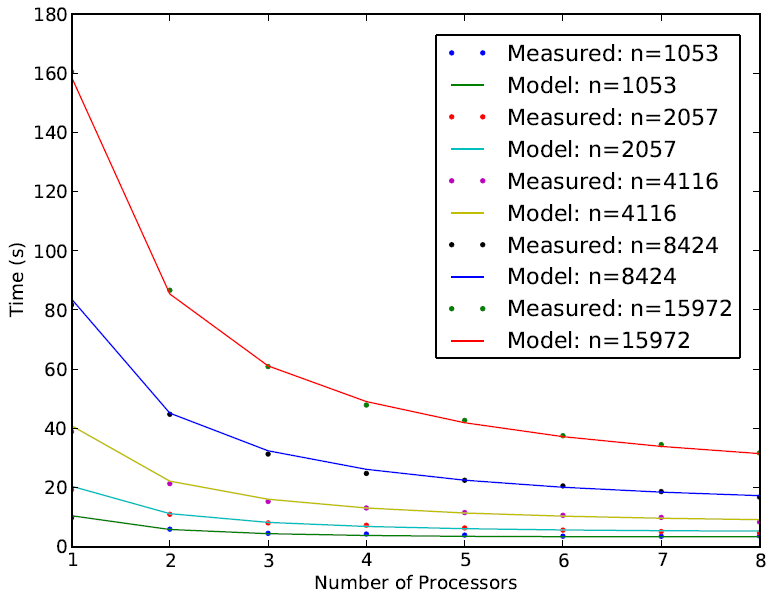 180
160
140
120
100
80
60
40
20
0
Time (s)
1 2 3 4 5 6 7 8
Number of Processors
Measured: n=1053
Model: n=1053
Measured: n=2057
Model: n=2057
Measured: n=4116
Model: n=4116
Measured: n=8424
Model: n=8424
Measured: n=15972
Model: n=15972